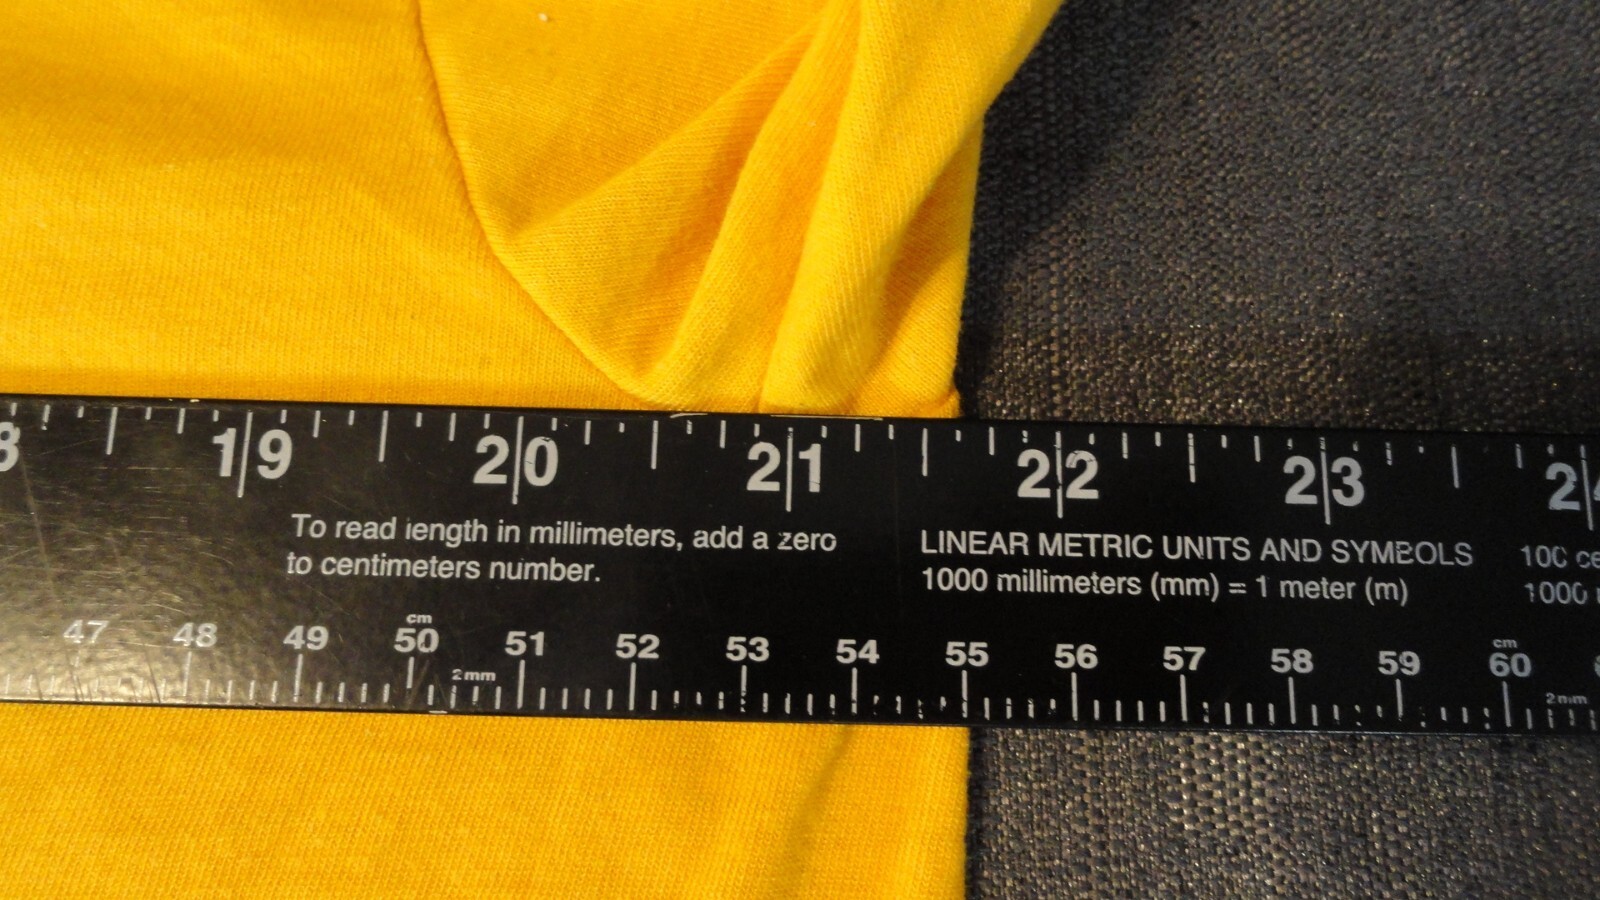 19 20 21 22 23
To read length in millimeters, add a zero
to centimeters number.
LINEAR METRIC UNITS AND SYMBOLS
1000 millimeters (mm) = 1 meter (m)
100
1000
cm cm
47 48 49 50 51 52 53 54 55 56 57 58 59 60
2mm 2mm